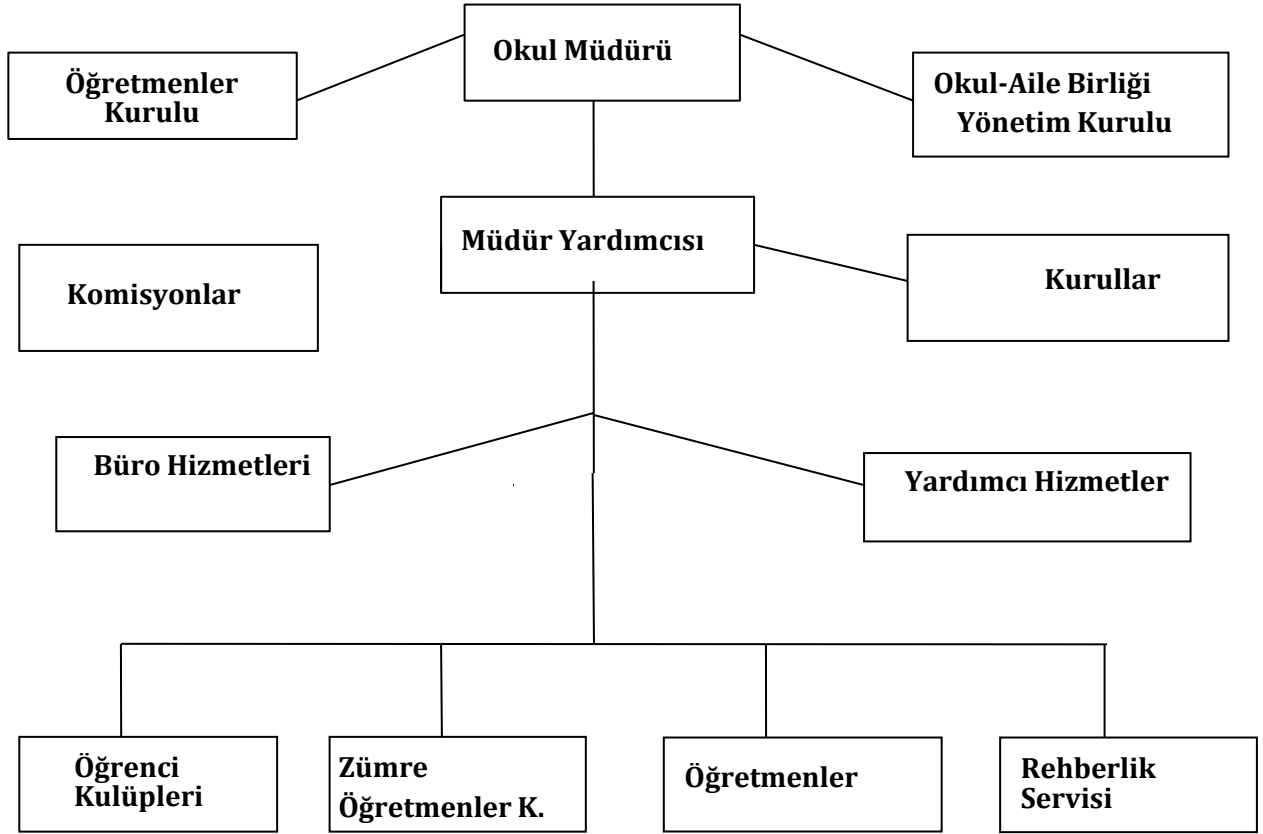 Okul Müdürü
Öğretmenler
Kurulu
Okul-Aile Birliği
Yönetim Kurulu
Müdür Yardımcısı
Komisyonlar
Kurullar
Büro Hizmetleri
Yardımcı Hizmetler
Öğrenci
Kulüpleri
Zümre
Öğretmenler K.
Öğretmenler
Rehberlik
Servisi